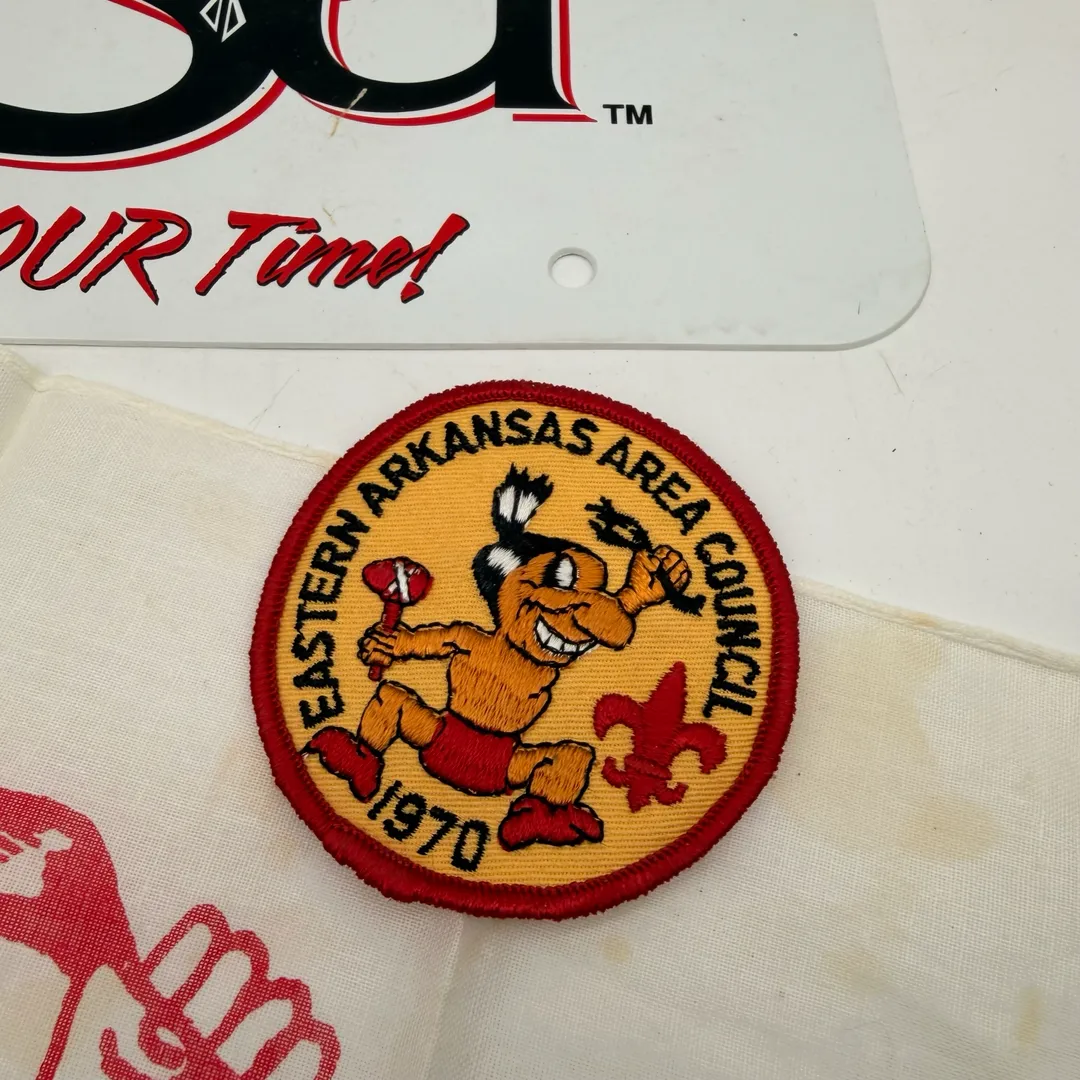 TM
OUR Time!
EASTERN ARKANSAS AREA COUNCIL
1970